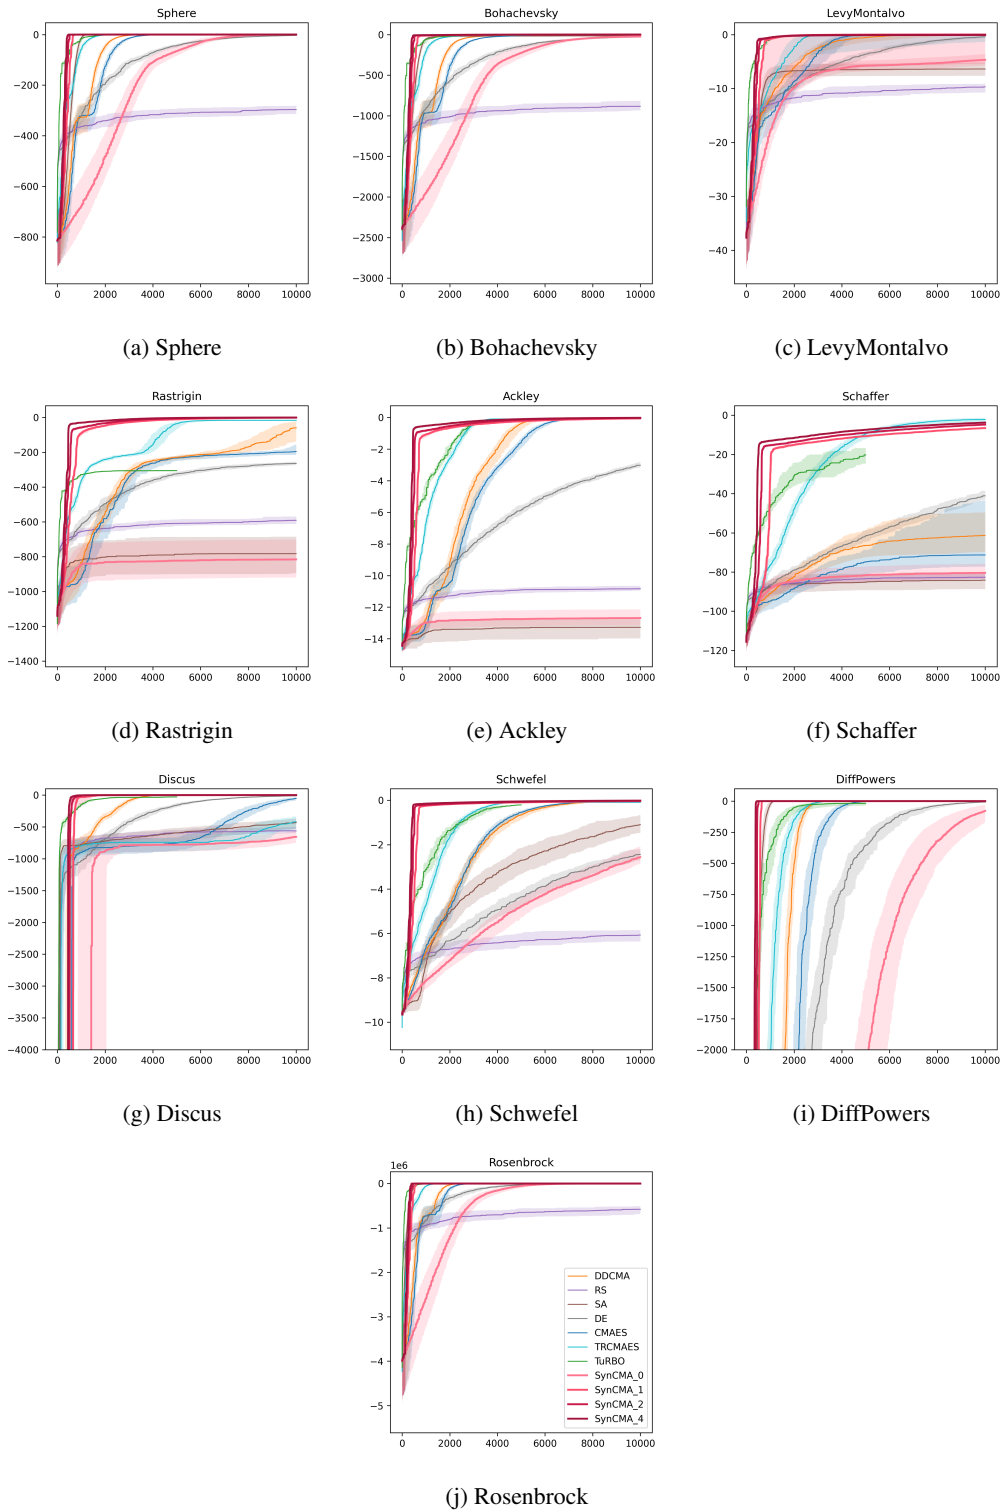 Sphere Bohachevsky LevyMontalvo
0 0 0
−200 −500 −10
−400 −1000 −20
−600 −1500 −30
−800 −2000 −40
−2500
−3000
0 2000 4000 6000 8000 10000 0 2000 4000 6000 8000 10000 0 2000 4000 6000 8000 10000
(a) Sphere (b) Bohachevsky (c) LevyMontalvo
Rastrigin Ackley Schaffer
0 0 0
−200 −2 −20
−400 −4 −40
−600 −6 −60
−800 −8 −80
−1000 −10 −100
−1200 −12 −120
−1400 −14
0 2000 4000 6000 8000 10000 0 2000 4000 6000 8000 10000 0 2000 4000 6000 8000 10000
(d) Rastrigin (e) Ackley (f) Schaffer
Discus Schwefel DiffPowers
0 0 0
−500 −2 −250
−1000 −4 −500
−1500 −6 −750
−2000 −8 −1000
−2500 −10 −1250
−3000 −1500
−3500 −1750
−4000 −2000
0 2000 4000 6000 8000 10000 0 2000 4000 6000 8000 10000 0 2000 4000 6000 8000 10000
(g) Discus (h) Schwefel (i) DiffPowers
1e6 Rosenbrock
0
−1
−2
−3
−4
−5
DDCMA
RS
SA
DE
CMAES
TRCMAES
TuRBO
SynCMA_0
SynCMA_1
SynCMA_2
SynCMA_4
0 2000 4000 6000 8000 10000
(j) Rosenbrock